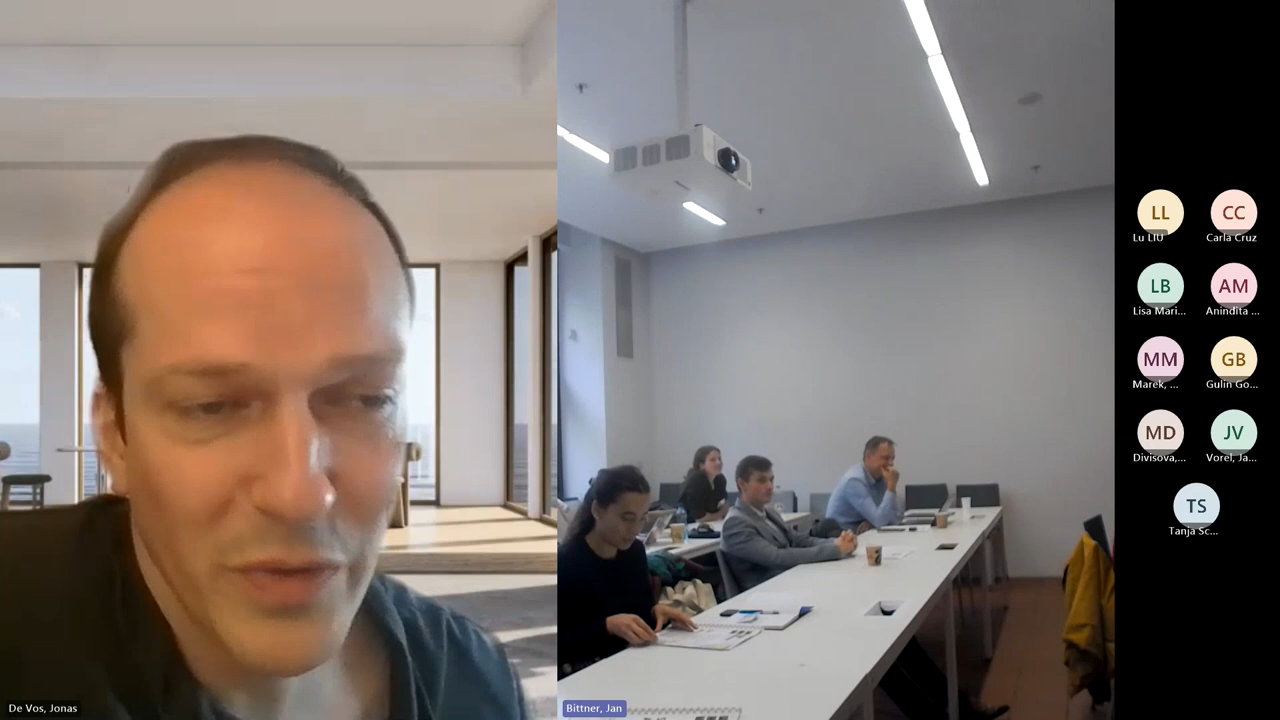 De Vos, Jonas
Bittner, Jan
LL
Lu LIU
CC
Carla Cruz
LB
Lisa Mari...
AM
Anindita ...
MM
Marek, ...
GB
Gulin Go...
MD
Divisova,...
JV
Vorel, Ja...
TS
Tanja Sc...